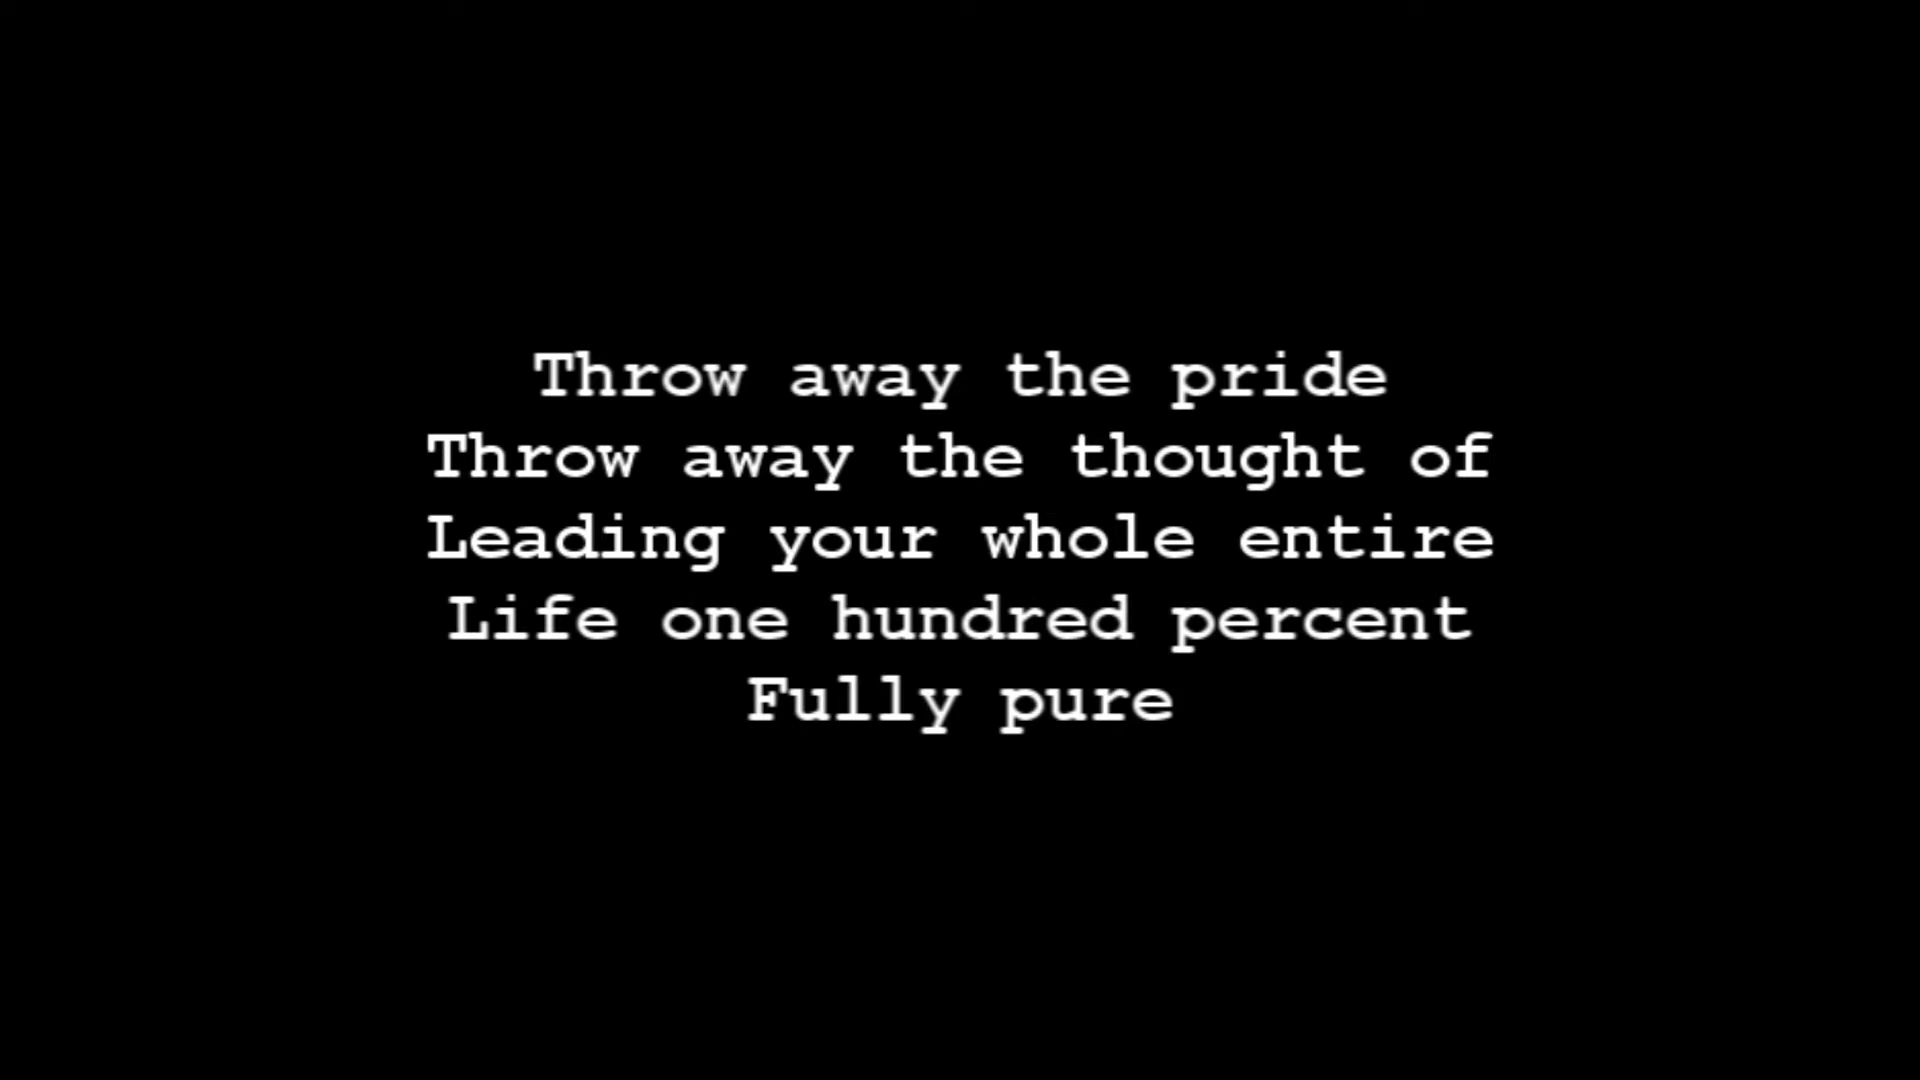 Throw away the pride
Throw away the thought of
Leading your whole entire
Life one hundred percent
Fully pure